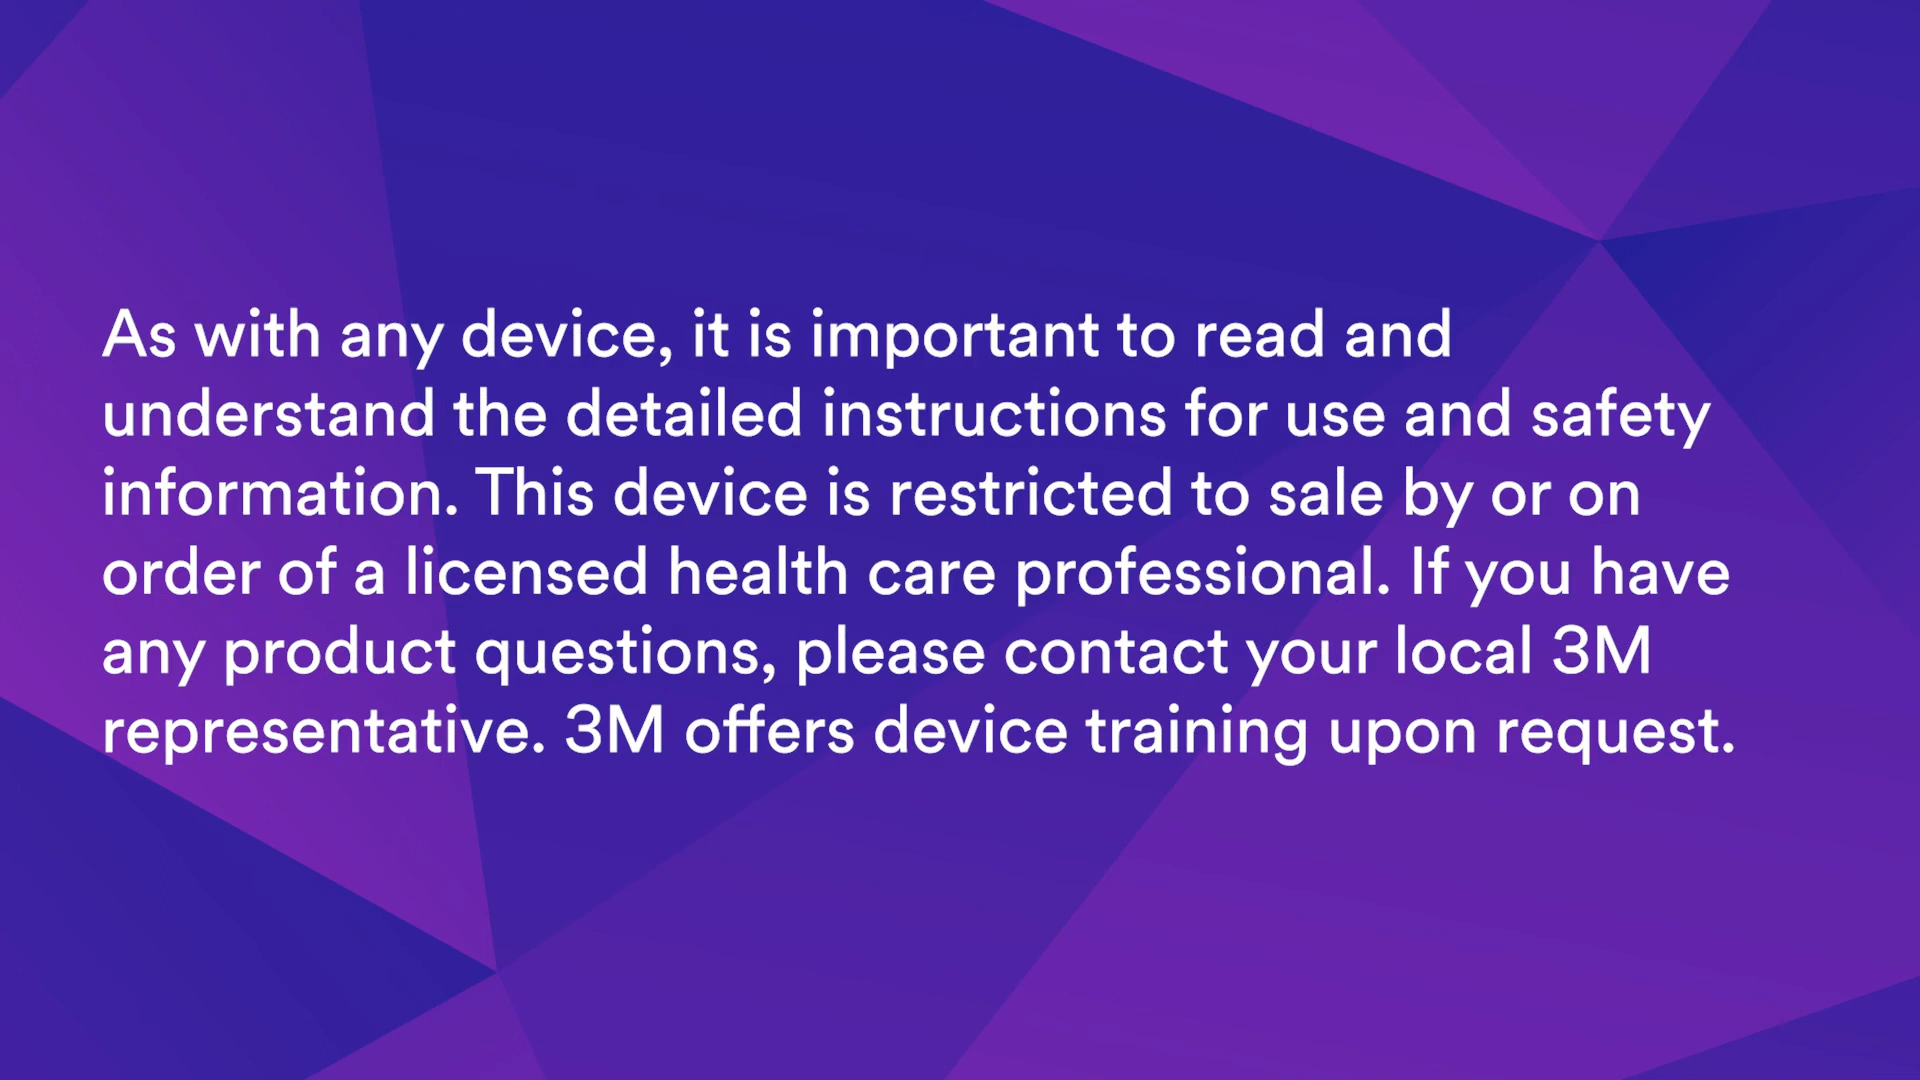 As with any device, it is important to read and
understand the detailed instructions for use and safety
information. This device is restricted to sale by or on
order of a licensed health care professional. If you have
any product questions, please contact your local 3M
representative. 3M offers device training upon request.